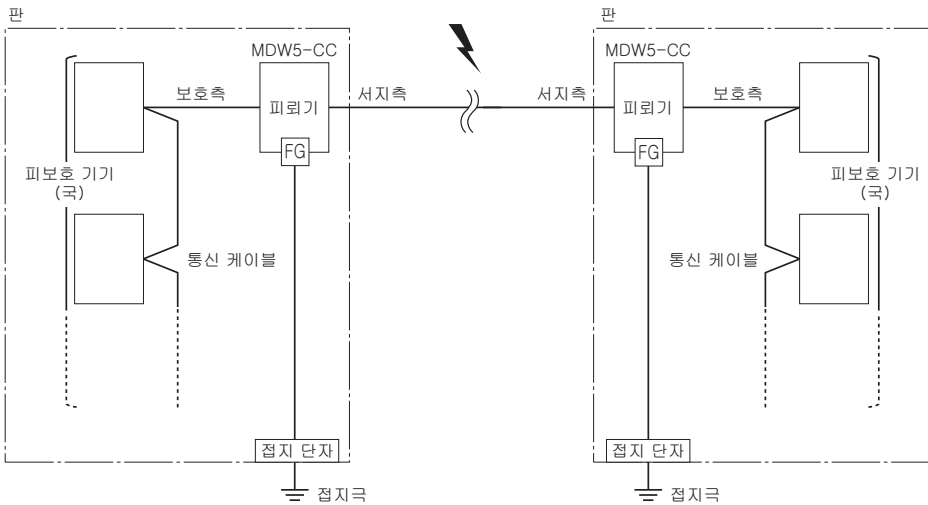 판
MDW5-CC
보호측
피뢰기
서지측
FG
피보호 기기
(국)
통신 케이블
접지 단자
접지극
판
MDW5-CC
서지측
피뢰기
보호측
FG
피보호 기기
(국)
통신 케이블
접지 단자
접지극